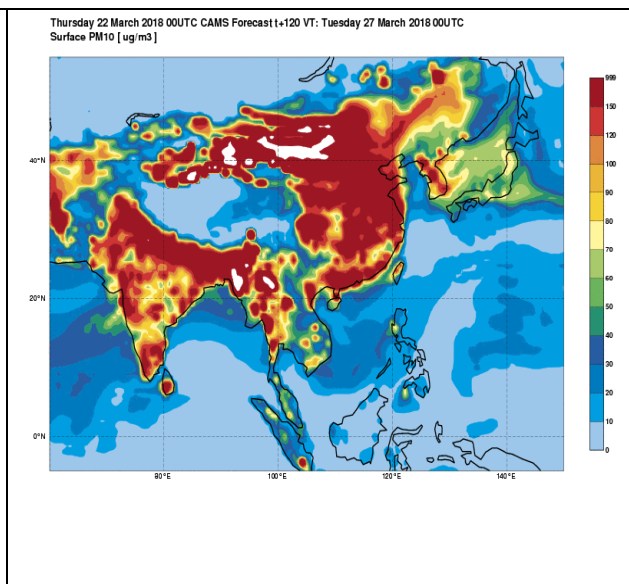 Thursday 22 March 2018 00UTC CAMS Forecast t+120 VT: Tuesday 27 March 2018 00UTC
Surface PM10 [ ug/m3 ]
999
150
120
100
90
80
70
60
50
40
30
20
10
0
40°N
20°N
0°N
80°E
100°E
120°E
140°E